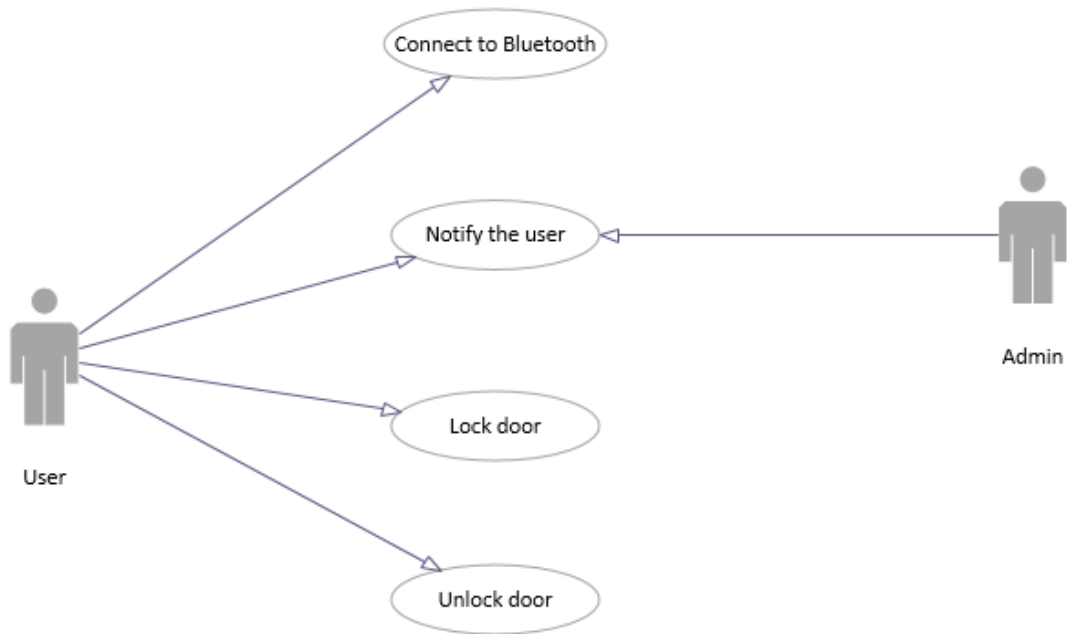 Connect to Bluetooth
Notify the user
Admin
Lock door
User
Unlock door